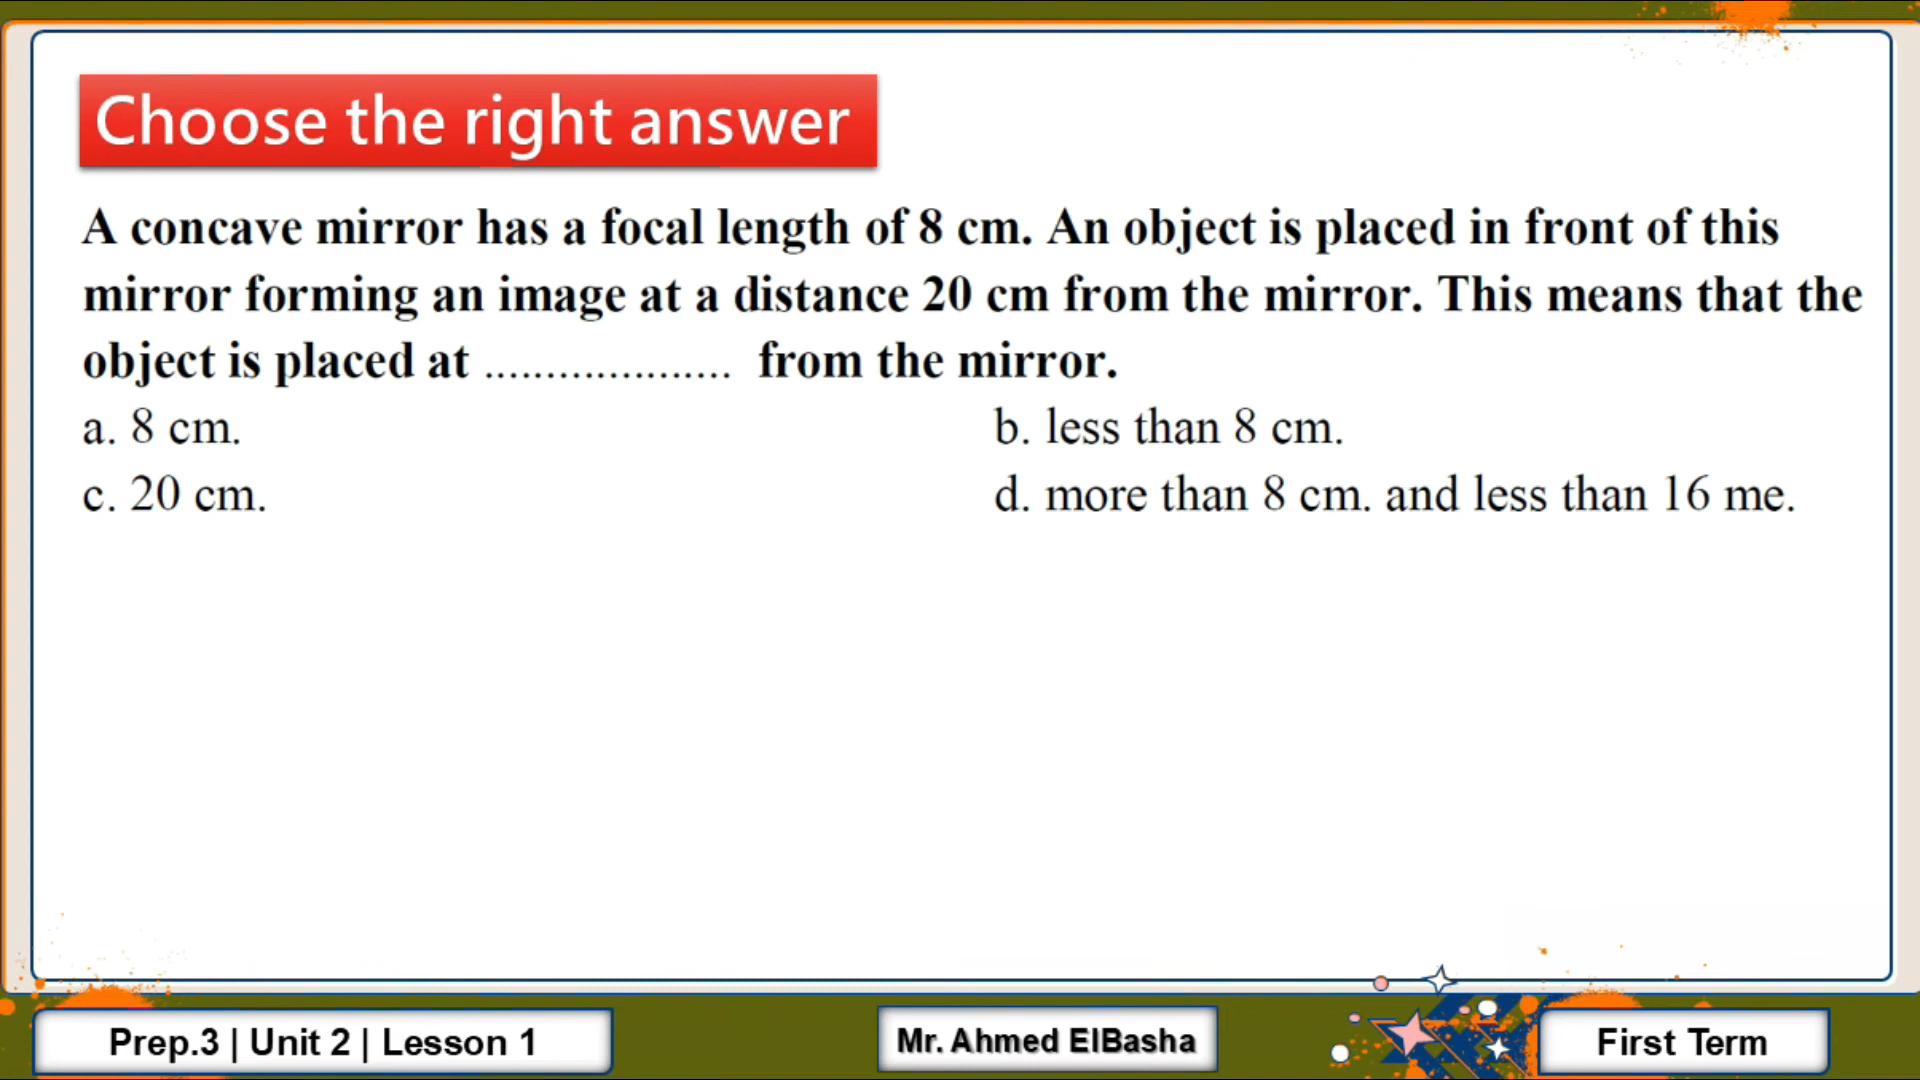 Choose the right answer
A concave mirror has a focal length of 8 cm. An object is placed in front of this
mirror forming an image at a distance 20 cm from the mirror. This means that the
object is placed at .................... from the mirror.
a. 8 cm. b. less than 8 cm.
c. 20 cm. d. more than 8 cm. and less than 16 me.
Prep.3 | Unit 2 | Lesson 1 Mr. Ahmed ElBasha First Term